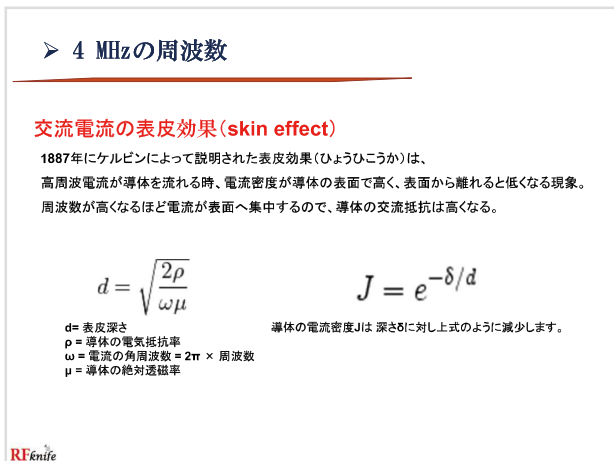 ➢ 4 MHzの周波数
交流電流の表皮効果(skin effect)
1887年にケルビンによって説明された表皮効果(ひょうひこうか)は、
高周波電流が導体を流れる時、電流密度が導体の表面で高く、表面から離れると低くなる現象。
周波数が高くなるほど電流が表面へ集中するので、導体の交流抵抗は高くなる。
d = √(2ρ/ωμ)
J = e^(-δ/d)
d= 表皮深さ
ρ = 導体の電気抵抗率
ω = 電流の角周波数 = 2π × 周波数
μ = 導体の絶対透磁率
導体の電流密度Jは 深さδに対し上式のように減少します。
RFknife